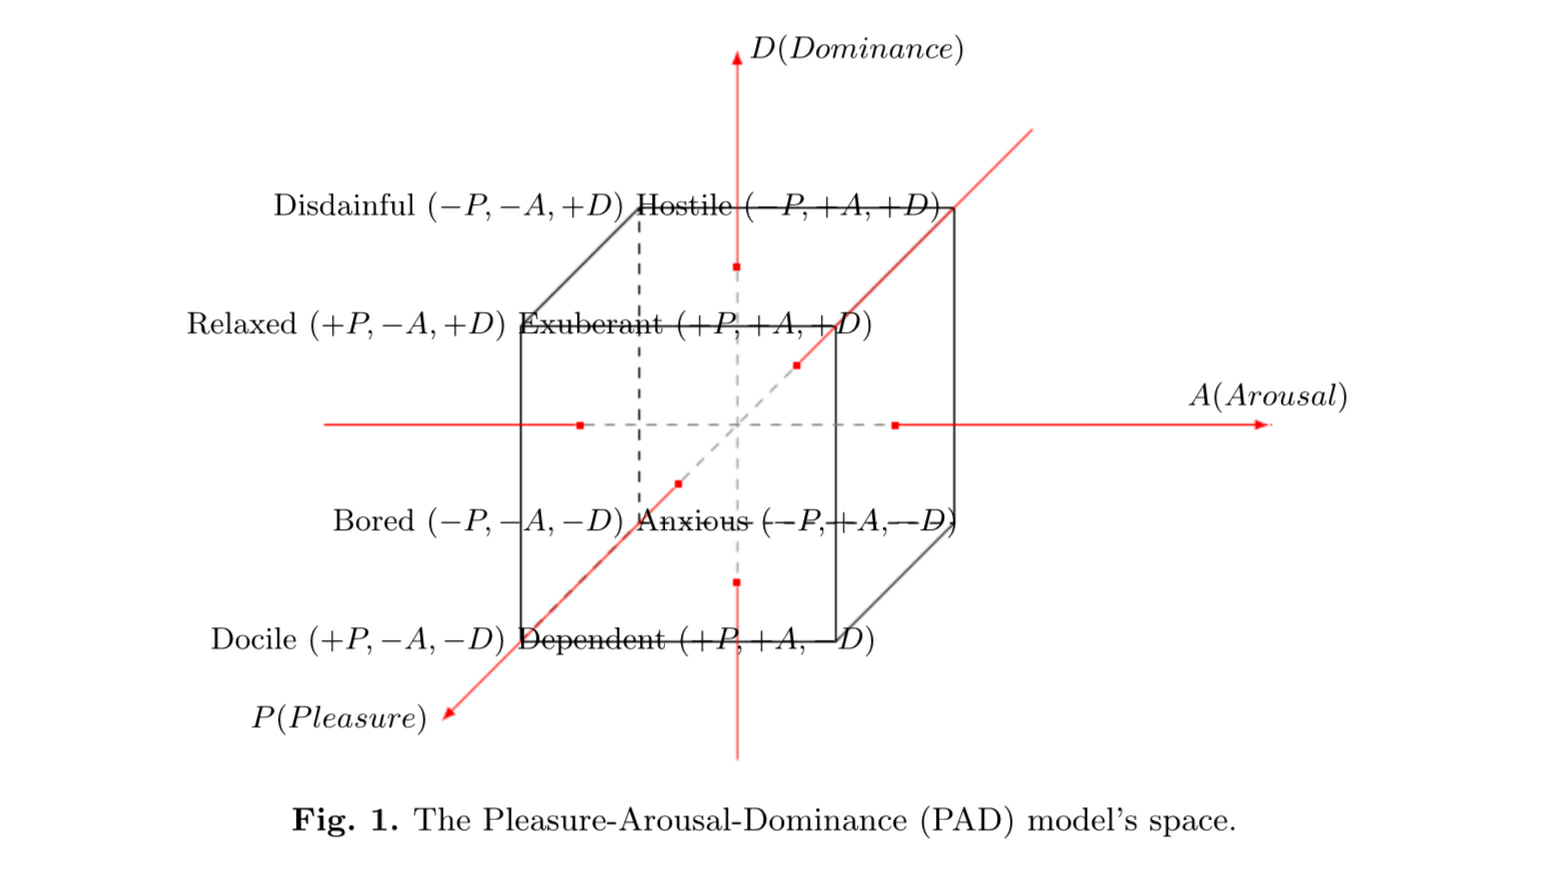 D(Dominance)
Disdainful (−P, −A, +D) Hostile (−P, +A, +D)
Relaxed (+P, −A, +D) Exuberant (+P, +A, +D)
A(Arousal)
Bored (−P, −A, −D) Anxious (−P, +A, −D)
Docile (+P, −A, −D) Dependent (+P, +A, −D)
P(Pleasure)
Fig. 1. The Pleasure-Arousal-Dominance (PAD) model's space.